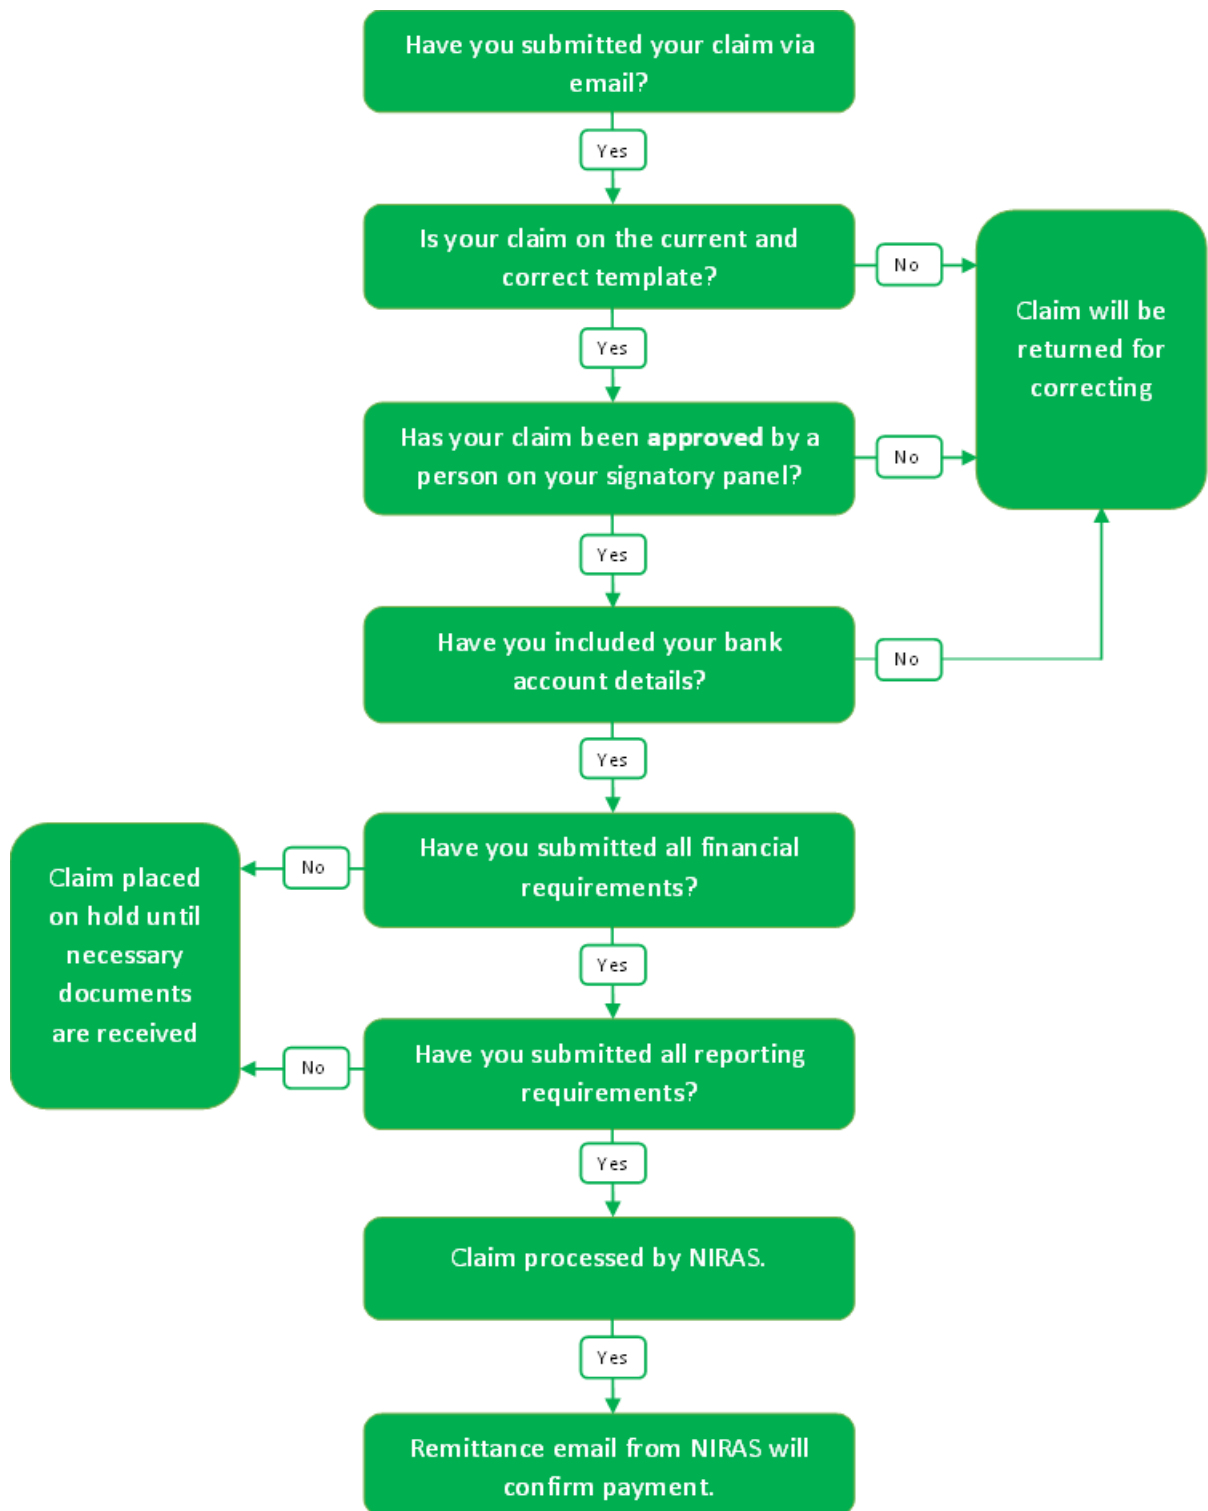 Have you submitted your claim via
email?
Yes
Is your claim on the current and
correct template?
No
Claim will be
returned for
correcting
Yes
Has your claim been approved by a
person on your signatory panel?
No
Yes
Have you included your bank
account details?
No
Yes
Have you submitted all financial
requirements?
No
Claim placed
on hold until
necessary
documents
are received
Yes
Have you submitted all reporting
requirements?
No
Yes
Claim processed by NIRAS.
Yes
Remittance email from NIRAS will
confirm payment.